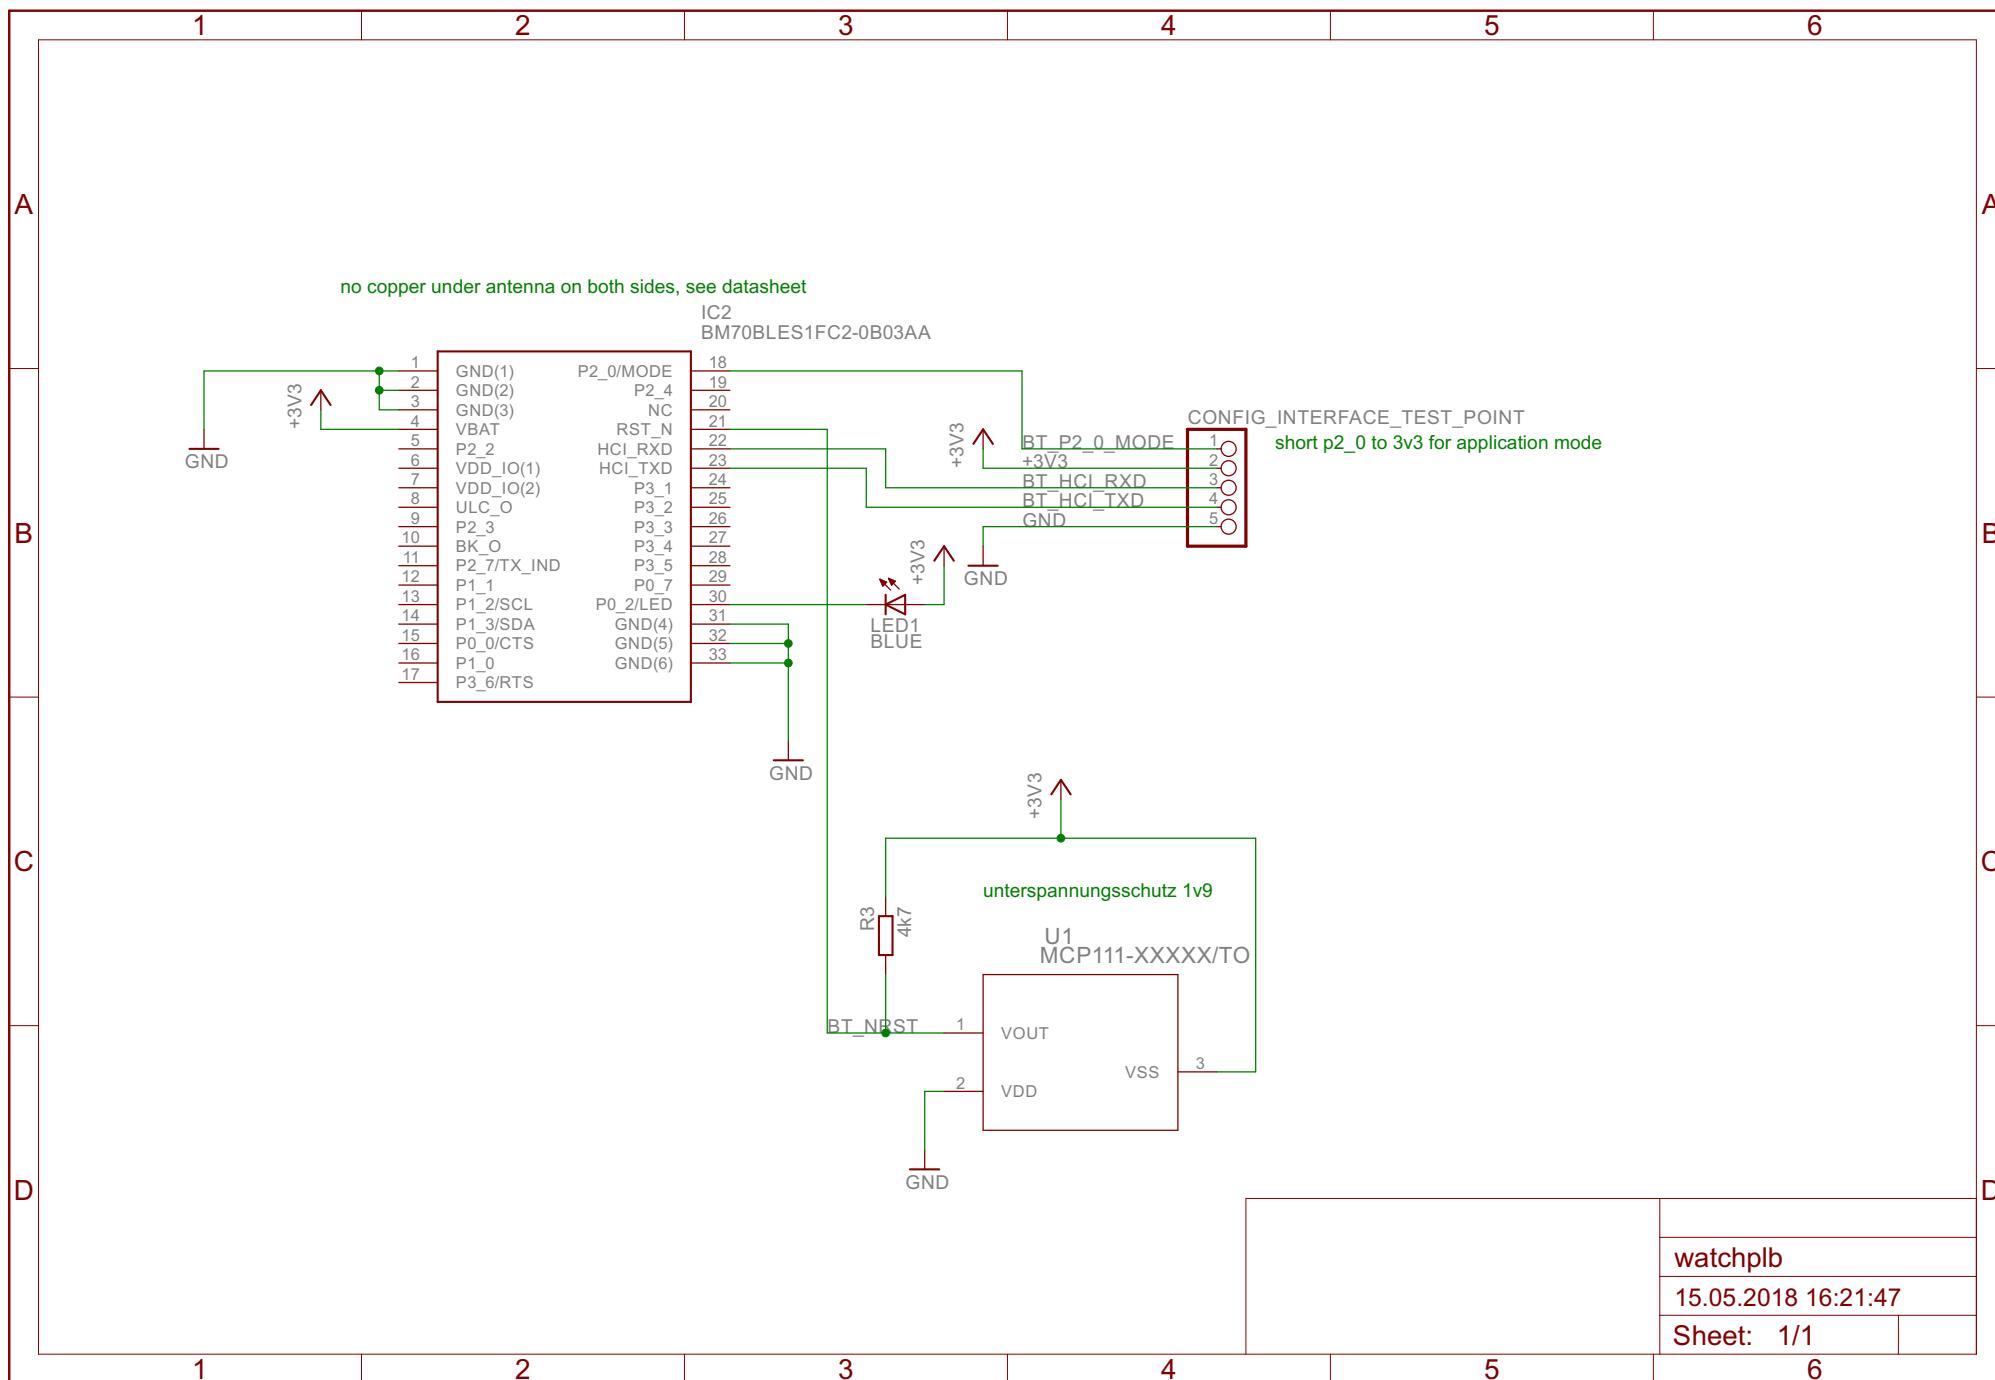 1 2 3 4 5 6
A A
no copper under antenna on both sides, see datasheet
IC2
BM70BLES1FC2-0B03AA
1 GND(1) P2_0/MODE 18
2 GND(2) P2_4 19
3 GND(3) NC 20
4 VBAT RST_N 21
5 P2_2 HCI_RXD 22
6 VDD_IO(1) HCI_TXD 23
7 VDD_IO(2) P3_1 24
8 ULC_O P3_2 25
9 P2_3 P3_3 26
10 BK_O P3_4 27
11 P2_7/TX_IND P3_5 28
12 P1_1 P0_7 29
13 P1_2/SCL P0_2/LED 30
14 P1_3/SDA GND(4) 31
15 P0_0/CTS GND(5) 32
16 P1_0 GND(6) 33
17 P3_6/RTS
+3V3
GND
GND
CONFIG_INTERFACE_TEST_POINT
short p2_0 to 3v3 for application mode
+3V3
BT_P2_0_MODE 1
+3V3 2
BT_HCI_RXD 3
BT_HCI_TXD 4
GND 5
GND
B B
+3V3
LED1
BLUE
+3V3
C C
unterspannungsschutz 1v9
R3
4k7
U1
MCP111-XXXXX/TO
BT_NRST 1 VOUT
VSS 3
2 VDD
GND
D D
watchplb
15.05.2018 16:21:47
Sheet: 1/1
1 2 3 4 5 6